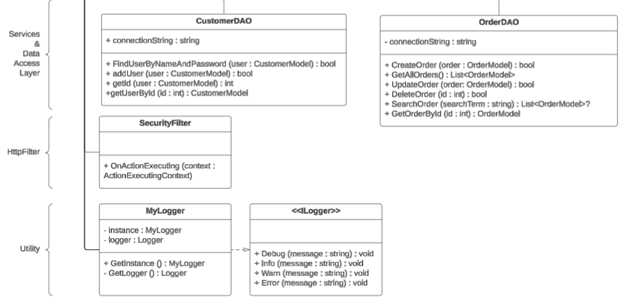 Services
&
Data
Access
Layer
CustomerDAO
+ connectionString : string
+ FindUserByNameAndPassword (user : CustomerModel) : bool
+ addUser (user : CustomerModel) : bool
+ getId (user : CustomerModel) : int
+getUserById (id : int) : CustomerModel
OrderDAO
- connectionString : string
+ CreateOrder (order : OrderModel) : bool
+ GetAllOrders() : List<OrderModel>
+ UpdateOrder (order: OrderModel) : bool
+ DeleteOrder (id : int) : bool
+ SearchOrder (searchTerm : string) : List<OrderModel>?
+ GetOrderById (id : int) : OrderModel
HttpFilter
SecurityFilter
+ OnActionExecuting (context :
ActionExecutingContext)
Utility
MyLogger
- instance : MyLogger
- logger : Logger
+ GetInstance () : MyLogger
- GetLogger () : Logger
<<ILogger>>
+ Debug (message : string) : void
+ Info (message : string) : void
+ Warn (message : string) : void
+ Error (message : string) : void